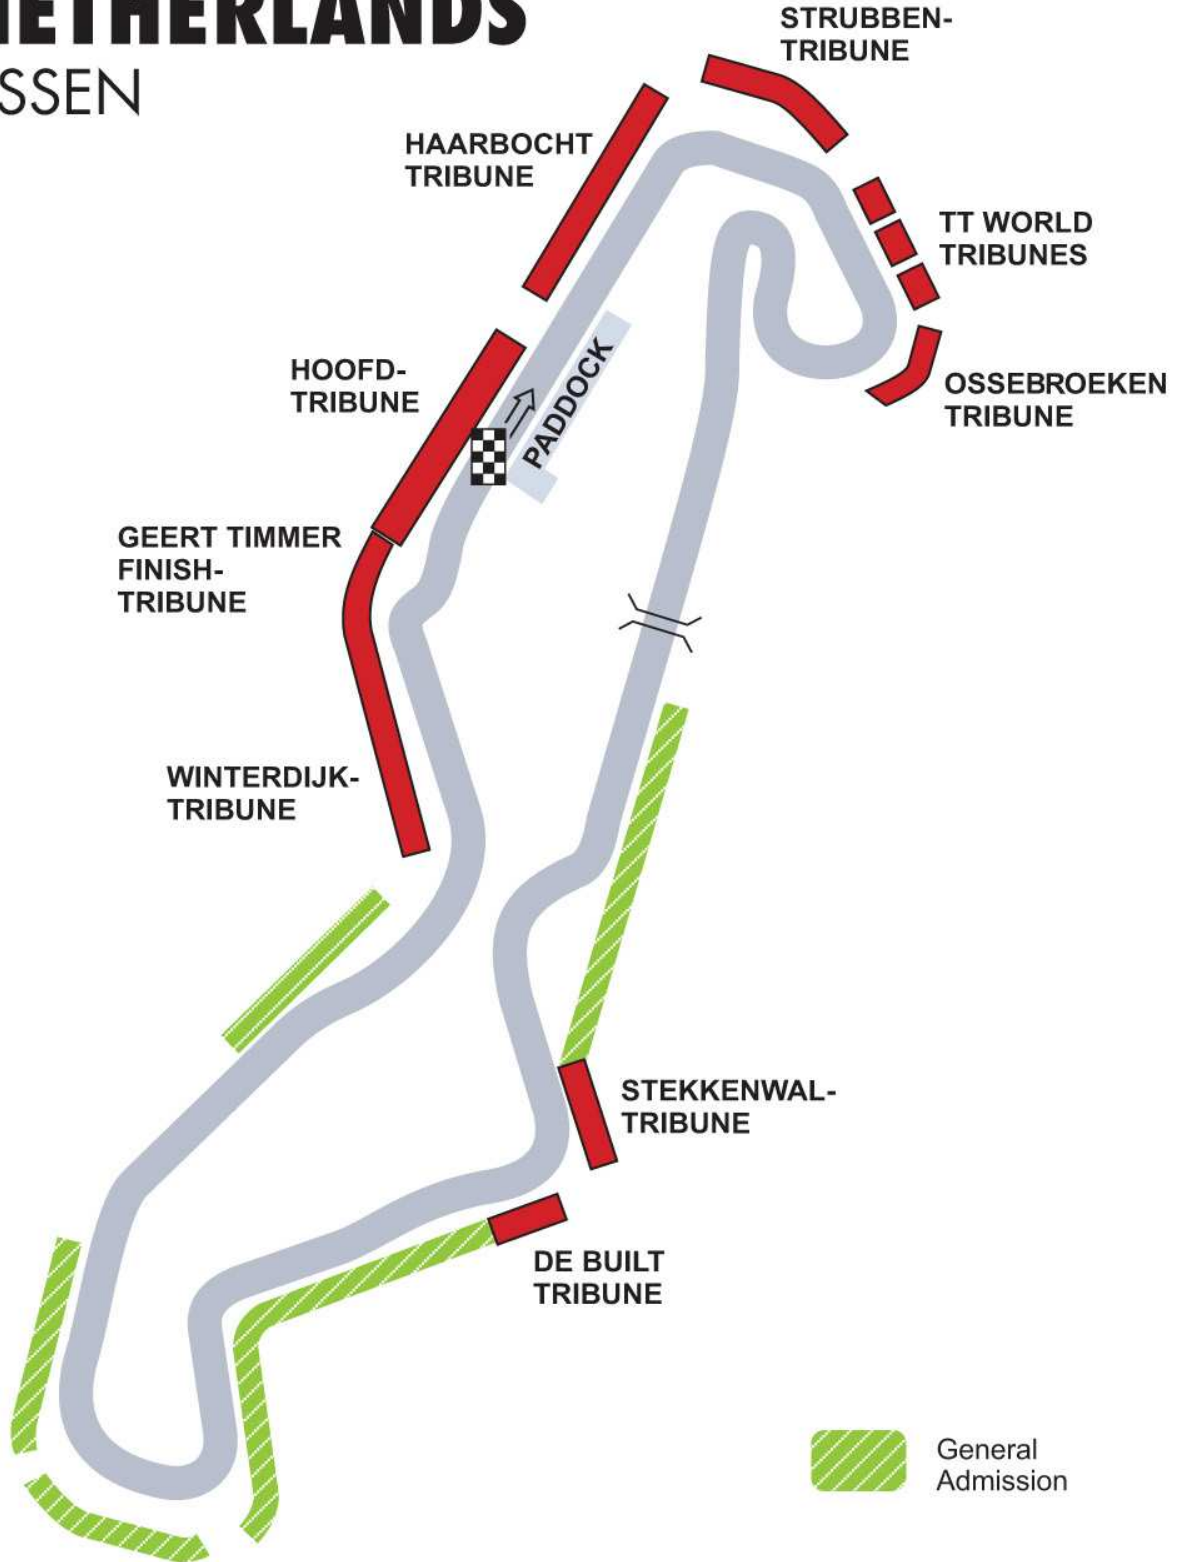 NETHERLANDS
SSEN
STRUBBEN-
TRIBUNE
HAARBOCHT
TRIBUNE
TT WORLD
TRIBUNES
HOOFD-
TRIBUNE
PADDOCK
OSSEBROEKEN
TRIBUNE
GEERT TIMMER
FINISH-
TRIBUNE
WINTERDIJK-
TRIBUNE
STEKKENWAL-
TRIBUNE
DE BUILT
TRIBUNE
General
Admission